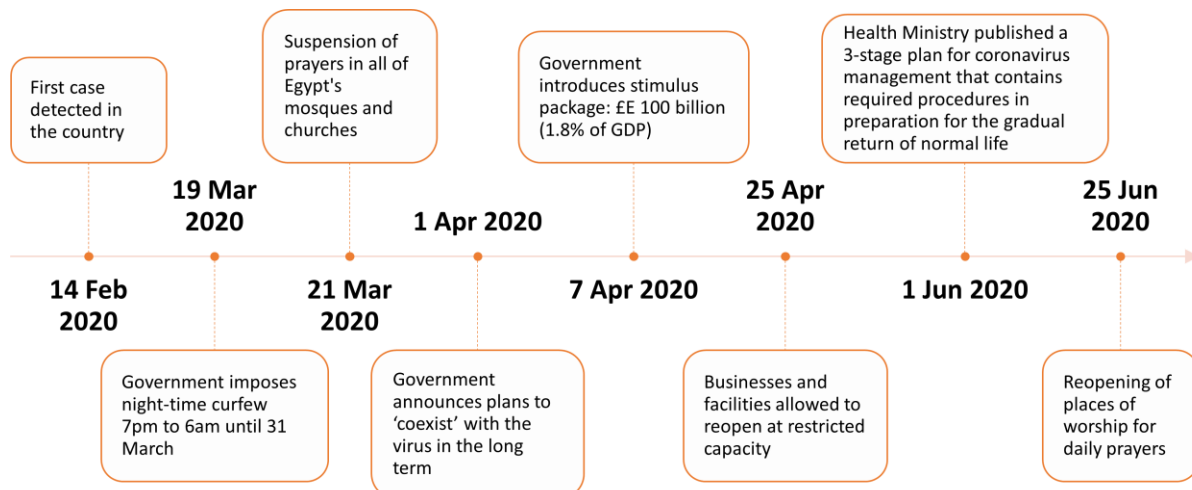 First case
detected in
the country
14 Feb
2020
19 Mar
2020
Government imposes
night-time curfew
7pm to 6am until 31
March
Suspension of
prayers in all of
Egypt's
mosques and
churches
21 Mar
2020
1 Apr 2020
Government
announces plans to
‘coexist’ with the
virus in the long
term
Government
introduces stimulus
package: £E 100 billion
(1.8% of GDP)
7 Apr 2020
25 Apr
2020
Businesses and
facilities allowed to
reopen at restricted
capacity
Health Ministry published a
3-stage plan for coronavirus
management that contains
required procedures in
preparation for the gradual
return of normal life
1 Jun 2020
25 Jun
2020
Reopening of
places of
worship for
daily prayers